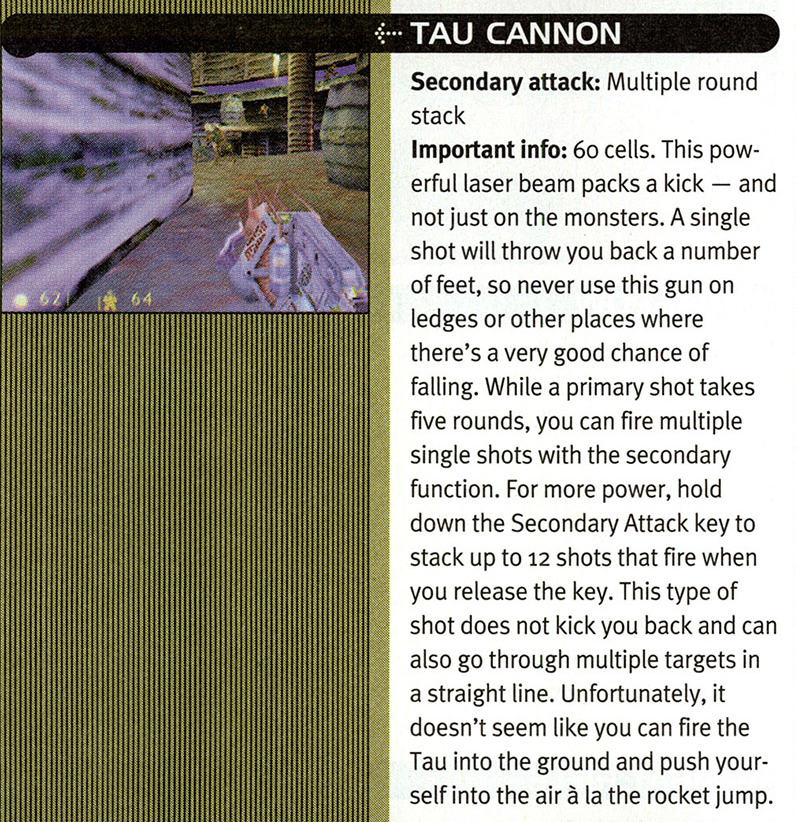 TAU CANNON
62
64
Secondary attack: Multiple round
stack
Important info: 60 cells. This pow-
erful laser beam packs a kick — and
not just on the monsters. A single
shot will throw you back a number
of feet, so never use this gun on
ledges or other places where
there’s a very good chance of
falling. While a primary shot takes
five rounds, you can fire multiple
single shots with the secondary
function. For more power, hold
down the Secondary Attack key to
stack up to 12 shots that fire when
you release the key. This type of
shot does not kick you back and can
also go through multiple targets in
a straight line. Unfortunately, it
doesn’t seem like you can fire the
Tau into the ground and push your-
self into the air à la the rocket jump.